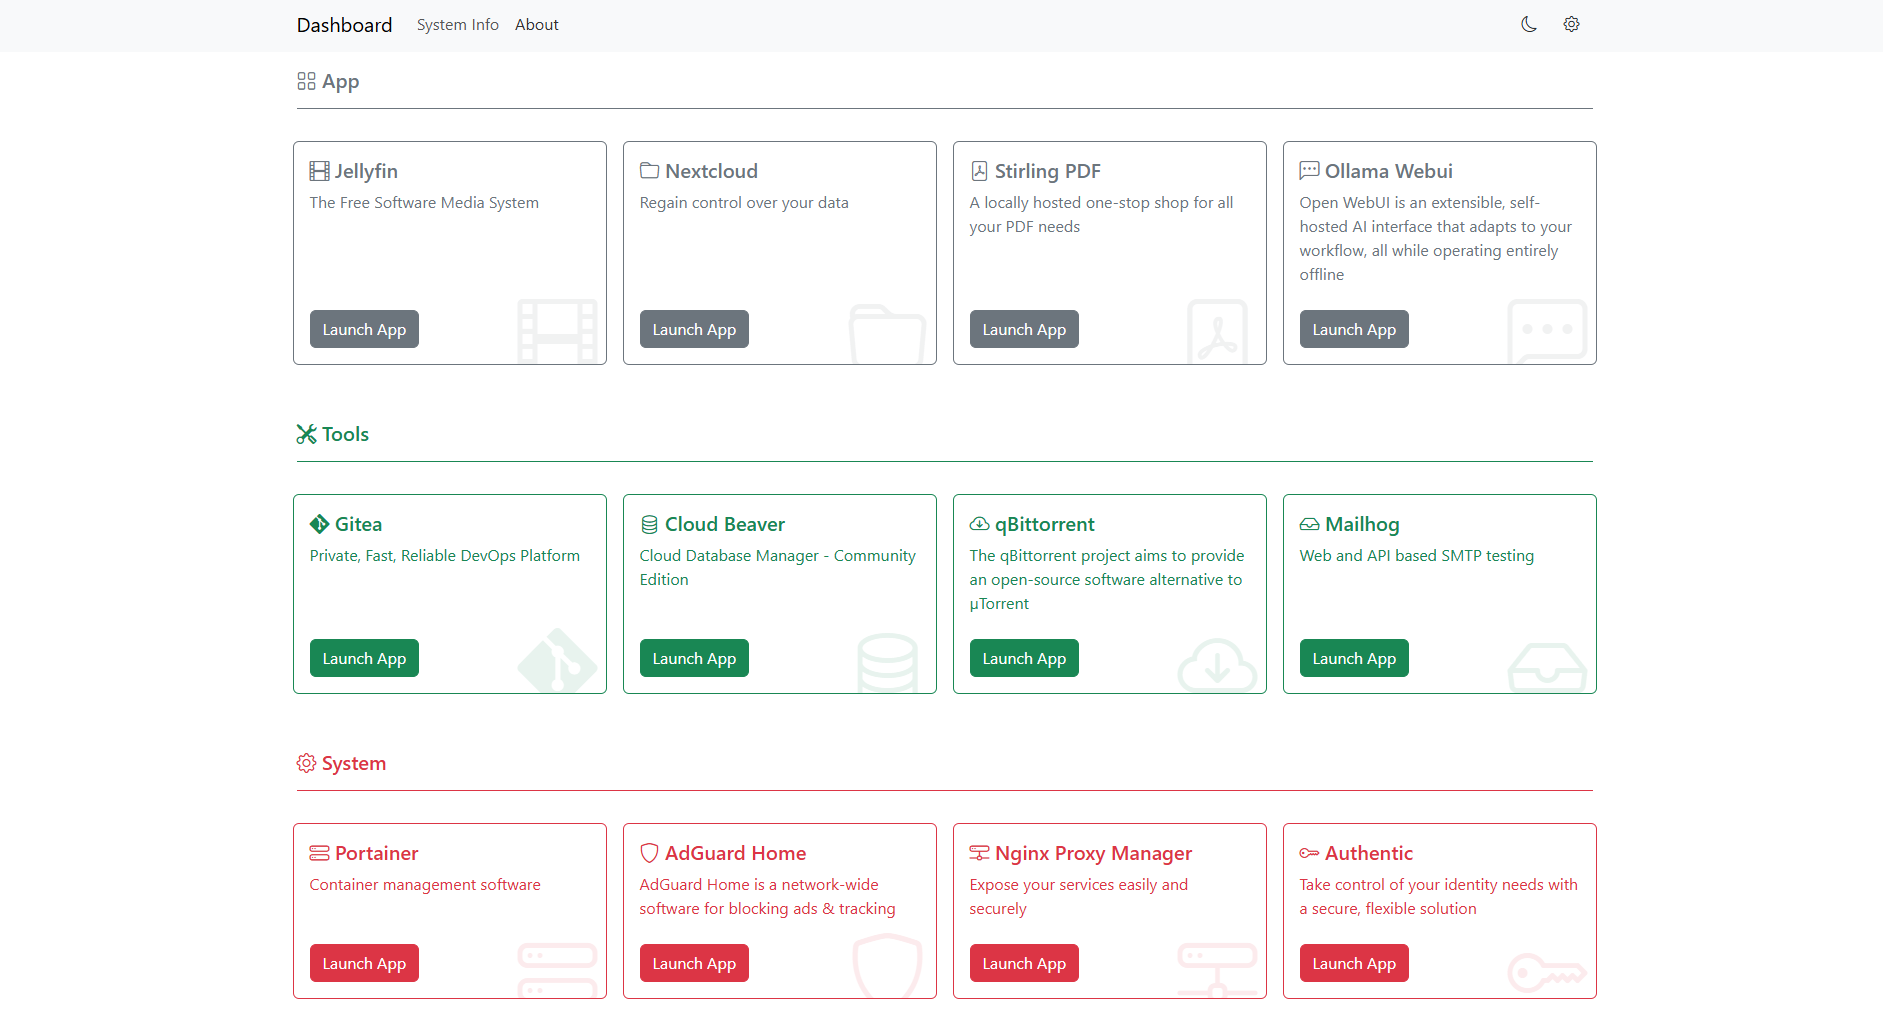 Dashboard System Info About
App
Jellyfin
The Free Software Media System
Launch App
Nextcloud
Regain control over your data
Launch App
Stirling PDF
A locally hosted one-stop shop for all
your PDF needs
Launch App
Ollama Webui
Open WebUI is an extensible, self-
hosted AI interface that adapts to your
workflow, all while operating entirely
offline
Launch App
Tools
Gitea
Private, Fast, Reliable DevOps Platform
Launch App
Cloud Beaver
Cloud Database Manager - Community
Edition
Launch App
qBittorrent
The qBittorrent project aims to provide
an open-source software alternative to
µTorrent
Launch App
Mailhog
Web and API based SMTP testing
Launch App
System
Portainer
Container management software
Launch App
AdGuard Home
AdGuard Home is a network-wide
software for blocking ads & tracking
Launch App
Nginx Proxy Manager
Expose your services easily and
securely
Launch App
Authentic
Take control of your identity needs with
a secure, flexible solution
Launch App